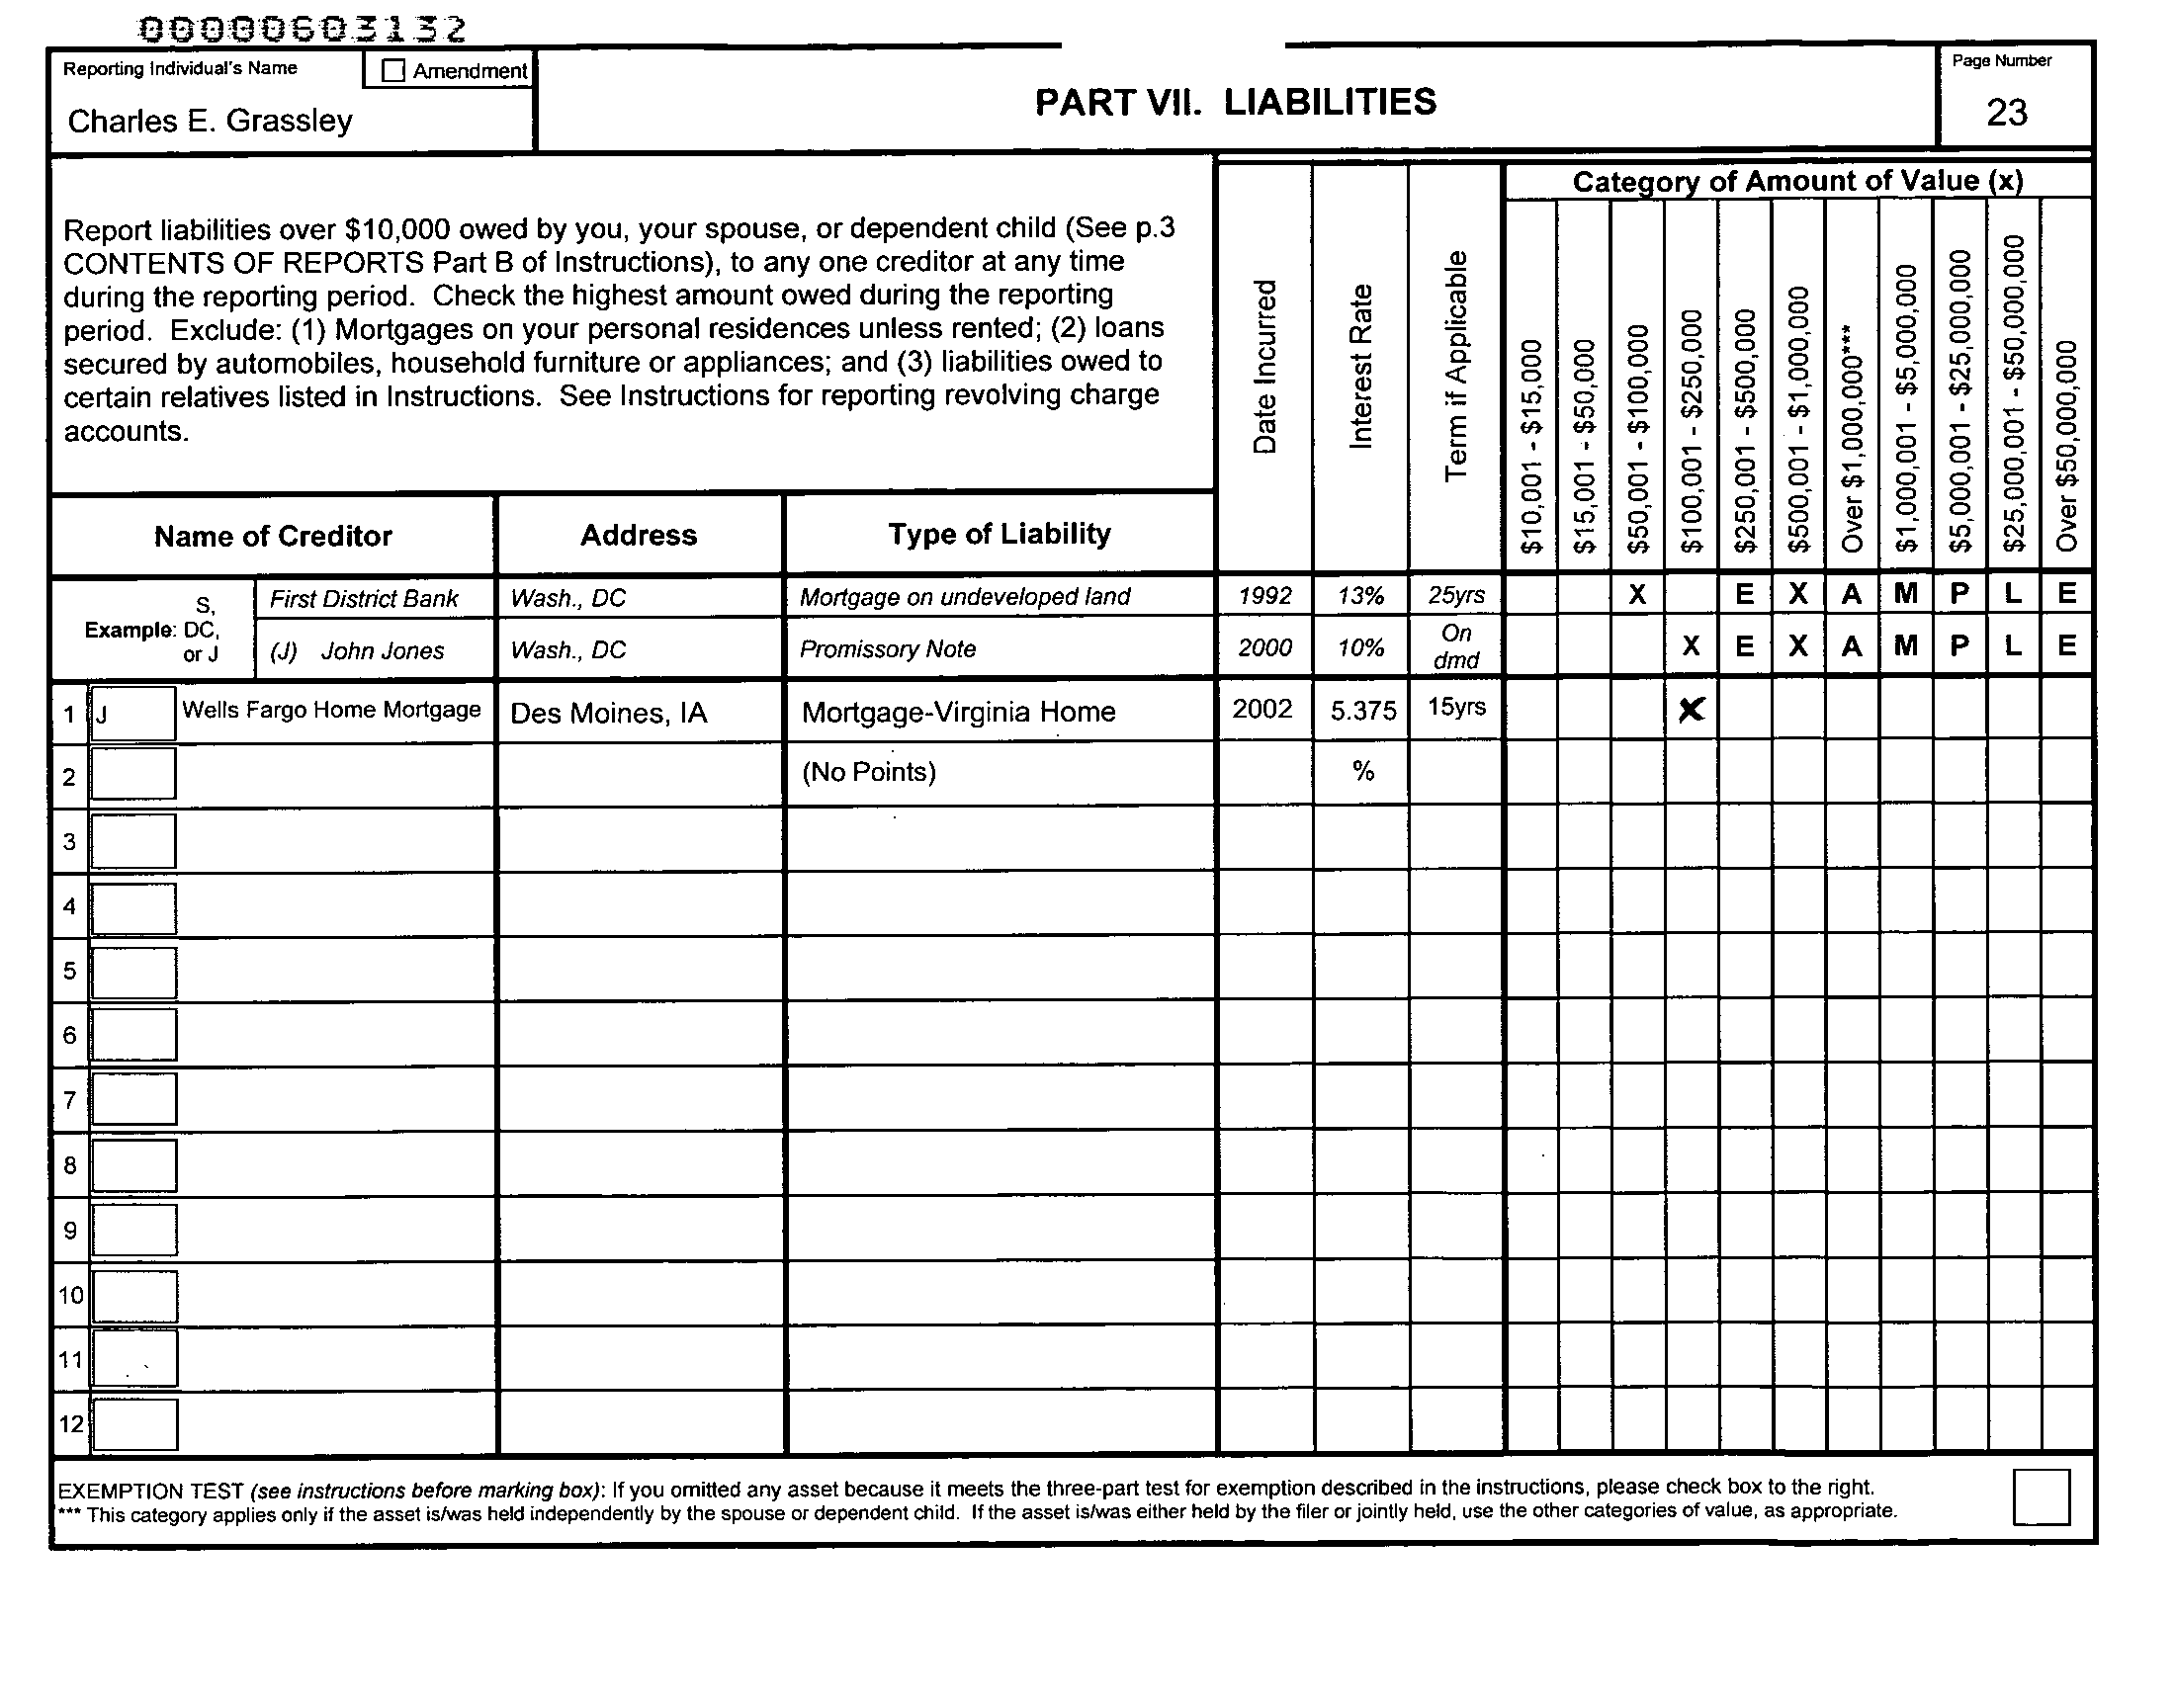 00000603132
Reporting Individual's Name
Amendment
Charles E. Grassley
PART VII. LIABILITIES
Page Number
23
Report liabilities over $10,000 owed by you, your spouse, or dependent child (See p.3
CONTENTS OF REPORTS Part B of Instructions), to any one creditor at any time
during the reporting period. Check the highest amount owed during the reporting
period. Exclude: (1) Mortgages on your personal residences unless rented; (2) loans
secured by automobiles, household furniture or appliances; and (3) liabilities owed to
certain relatives listed in Instructions. See Instructions for reporting revolving charge
accounts.
Date Incurred
Interest Rate
Term if Applicable
Category of Amount of Value (x)
$10,001 - $15,000
$15,001 - $50,000
$50,001 - $100,000
$100,001 - $250,000
$250,001 - $500,000
$500,001 - $1,000,000
Over $1,000,000***
$1,000,001 - $5,000,000
$5,000,001 - $25,000,000
$25,000,001 - $50,000,000
Over $50,000,000
Name of Creditor Address Type of Liability
Example: S, DC, or J
First District Bank Wash., DC Mortgage on undeveloped land 1992 13% 25yrs X E X A M P L E
(J) John Jones Wash., DC Promissory Note 2000 10% On dmd X E X A M P L E
1 J Wells Fargo Home Mortgage Des Moines, IA Mortgage-Virginia Home 2002 5.375 15yrs X
2 (No Points) %
3
4
5
6
7
8
9
10
11
12
EXEMPTION TEST (see instructions before marking box): If you omitted any asset because it meets the three-part test for exemption described in the instructions, please check box to the right.
*** This category applies only if the asset is/was held independently by the spouse or dependent child. If the asset is/was either held by the filer or jointly held, use the other categories of value, as appropriate.